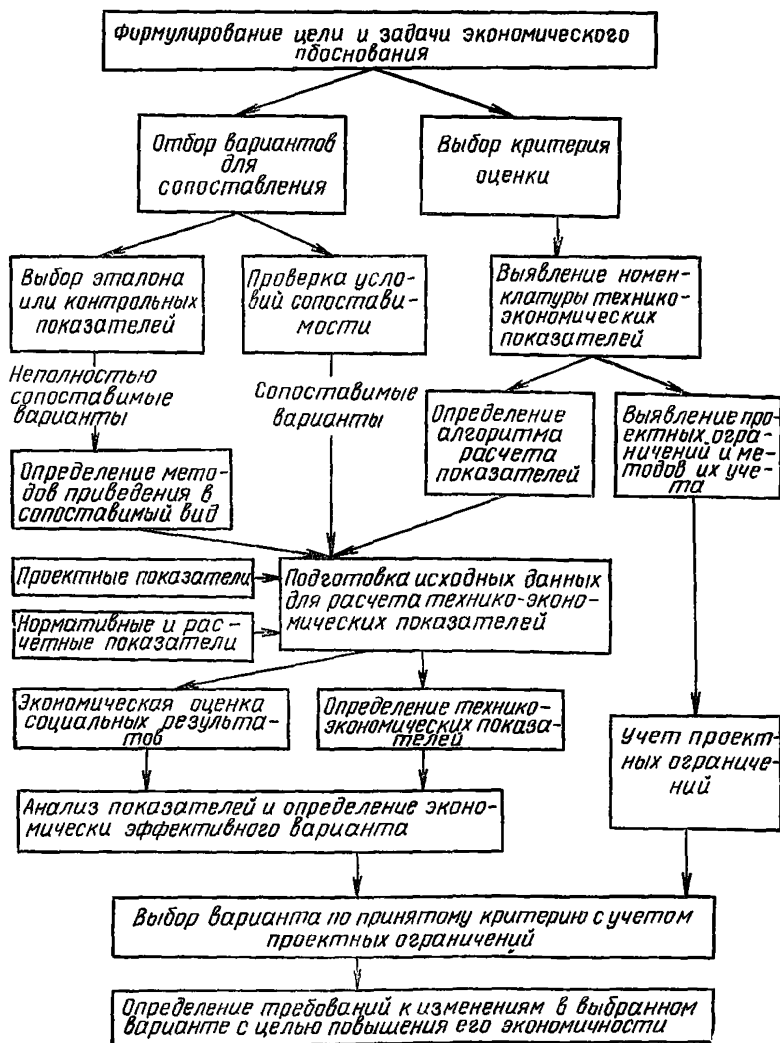 Формулирование цели и задачи экономического
пбоснования
Отбор вариантов
для
сопоставления
Выбор критерия
оценки
Выбор эталона
или контрольных
показателей
Проверка усло-
вий сопостави-
мости
Выявление номен-
клатуры технико-
экономических
показателей
Неполностью
сопоставимые
варианты
Сопоставимые
варианты
Определение
алгоритма
расчета
показателей
Выявление про-
ектных огра-
ничений и ме-
тодов их уче-
та
Определение мето-
дов приведения в
сопоставимый вид
Проектные показатели
Подготовка исходных данных
для расчета технико-эконо-
мических показателей
Нормативные и рас-
четные показатели
Экономическая оценка
социальных результа-
тов
Определение технико-
экономических показа-
телей
Учет проект-
ных ограниче-
ний
Анализ показателей и определение эконо-
мически эффективного варианта
Выбор варианта по принятому критерию с учетом
проектных ограничений
Определение требований к изменениям в выбранном
варианте с целью повышения его экономичности